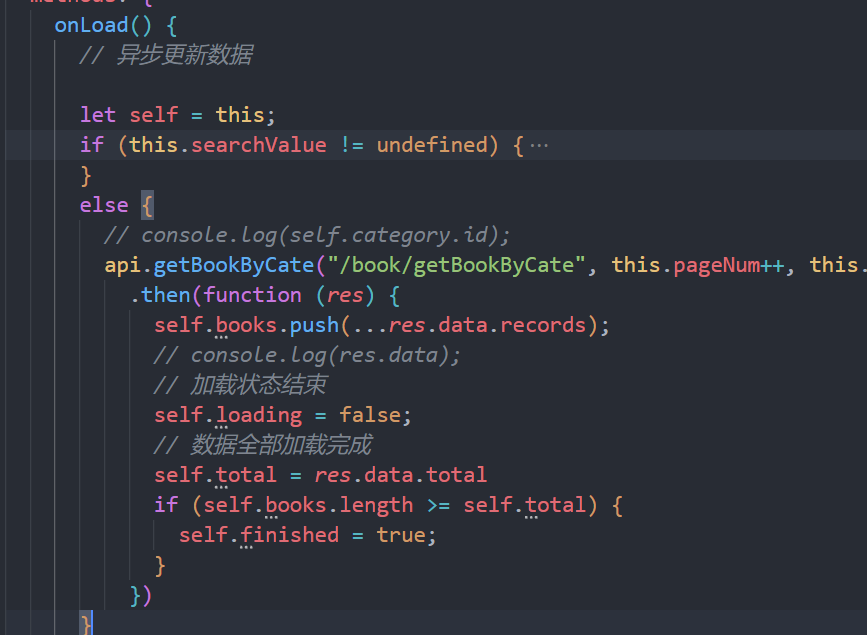 methods: {
onLoad() {
// 异步更新数据
let self = this;
if (this.searchValue != undefined) {···
}
else {
// console.log(self.category.id);
api.getBookByCate("/book/getBookByCate", this.pageNum++, this.
.then(function (res) {
self.books.push(...res.data.records);
// console.log(res.data);
// 加载状态结束
self.loading = false;
// 数据全部加载完成
self.total = res.data.total
if (self.books.length >= self.total) {
self.finished = true;
}
})
}